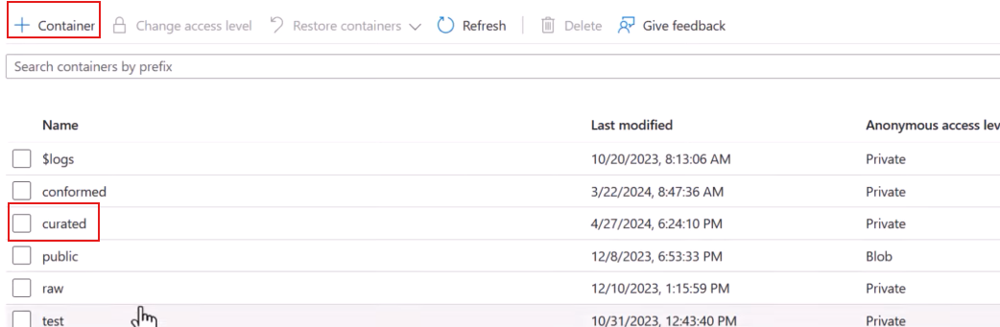 + Container Change access level Restore containers Refresh Delete Give feedback
Search containers by prefix
Name Last modified Anonymous access lev
$logs 10/20/2023, 8:13:06 AM Private
conformed 3/22/2024, 8:47:36 AM Private
curated 4/27/2024, 6:24:10 PM Private
public 12/8/2023, 6:53:33 PM Blob
raw 12/10/2023, 1:15:59 PM Private
test 10/31/2023, 12:43:40 PM Private